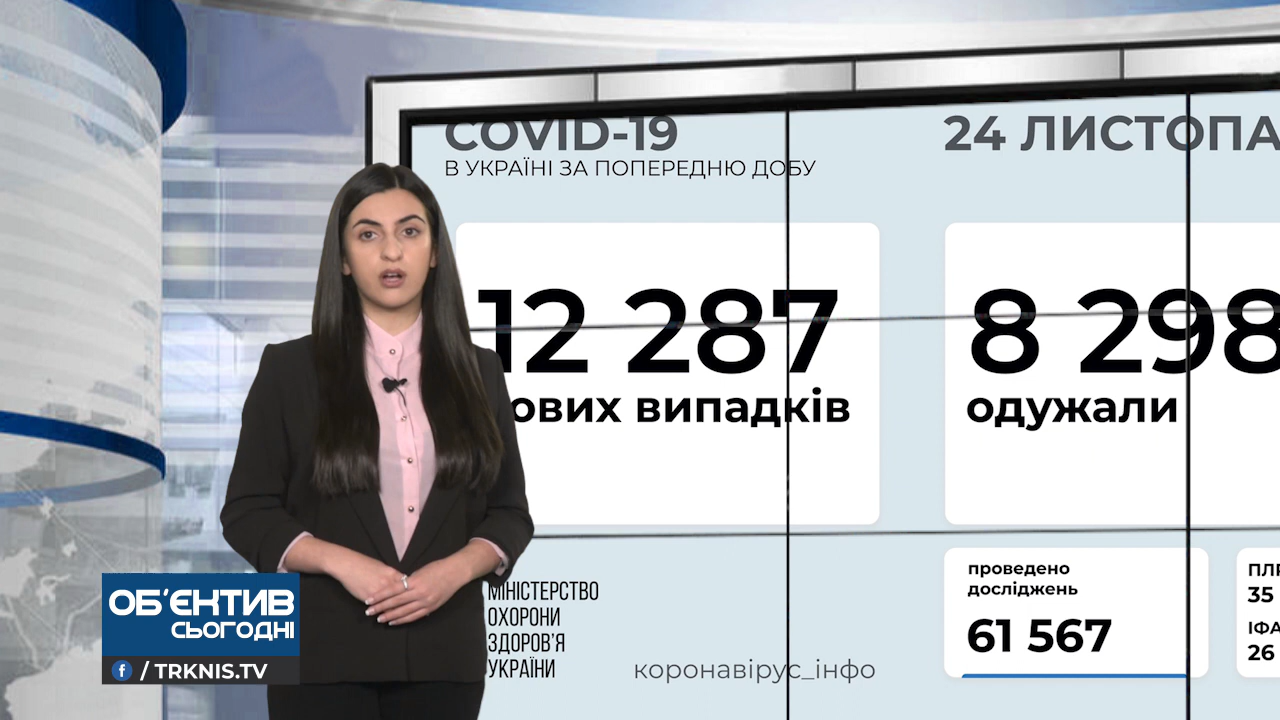 COVID-19
В УКРАЇНІ ЗА ПОПЕРЕДНЮ ДОБУ
24 ЛИСТОПА
12 287
ових випадків
8 298
одужали
проведено
досліджень
61 567
ПЛР
35
ІФА
26
МІНІСТЕРСТВО
ОХОРОНИ
ЗДОРОВ'Я
УКРАЇНИ
коронавірус_інфо
ОБ'ЄКТИВ
СЬОГОДНІ
f / TRKNIS.TV